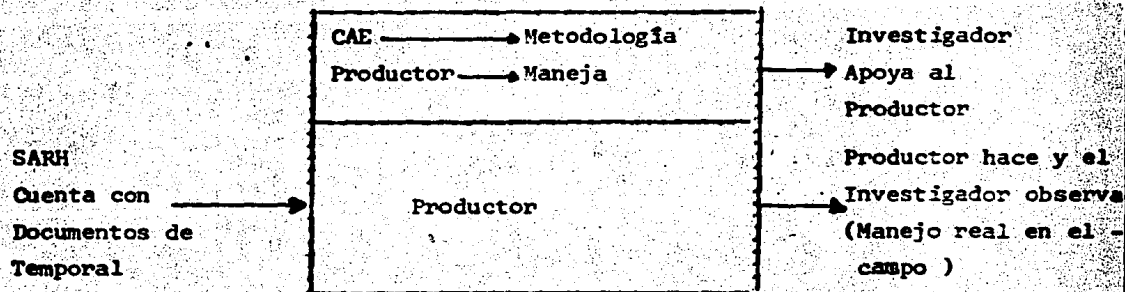 CAE Metodología
Productor Maneja
Investigador
Apoya al
Productor
SARH
Cuenta con
Documentos de
Temporal
Productor
Productor hace y el
Investigador observa
(Manejo real en el -
campo )